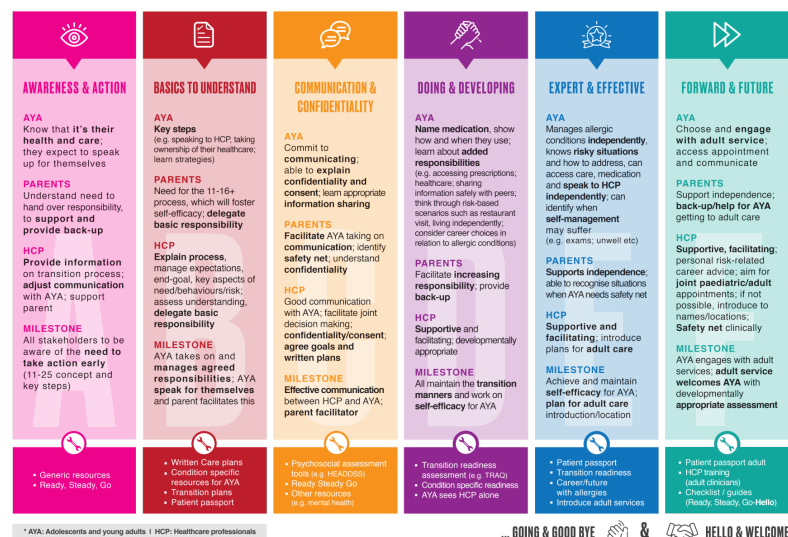 AWARENESS & ACTION
AYA
Know that it's their
health and care;
they expect to speak
up for themselves
PARENTS
Understand need to
hand over responsibility,
to support and
provide back-up
HCP
Provide information
on transition process;
adjust communication
with AYA; support
parent
MILESTONE
All stakeholders to be
aware of the need to
take action early
(11-25 concept and
key steps)
A
• Generic resources
• Ready, Steady, Go
BASICS TO UNDERSTAND
AYA
Key steps
(e.g. speaking to HCP, taking
ownership of their healthcare;
learn strategies)
PARENTS
Need for the 11-16+
process, which will foster
self-efficacy; delegate
basic responsibility
HCP
Explain process,
manage expectations,
end-goal, key aspects of
need/behaviours/risk;
assess understanding,
delegate basic
responsibility
MILESTONE
AYA takes on and
manages agreed
responsibilities; AYA
speak for themselves
and parent facilitates this
B
• Written Care plans
• Condition specific
resources for AYA
• Transition plans
• Patient passport
COMMUNICATION &
CONFIDENTIALITY
AYA
Commit to
communicating;
able to explain
confidentiality and
consent; learn appropriate
information sharing
PARENTS
Facilitate AYA taking on
communication; identify
safety net; understand
confidentiality
HCP
Good communication
with AYA; facilitate joint
decision making;
confidentiality/consent;
agree goals and
written plans
MILESTONE
Effective communication
between HCP and AYA;
parent facilitator
• Psychosocial assessment
tools (e.g. HEADDSS)
• Ready Steady Go
• Other resources
(e.g. mental health)
DOING & DEVELOPING
AYA
Name medication, show
how and when they use;
learn about added
responsibilities
(e.g. accessing prescriptions;
healthcare; sharing
information safely with peers;
think through risk-based
scenarios such as restaurant
visit, living independently;
consider career choices in
relation to allergic conditions)
PARENTS
Facilitate increasing
responsibility; provide
back-up
HCP
Supportive and
facilitating; developmentally
appropriate
MILESTONE
All maintain the transition
manners and work on
self-efficacy for AYA
D
• Transition readiness
assessment (e.g. TRAQ)
• Condition specific readiness
• AYA sees HCP alone
EXPERT & EFFECTIVE
AYA
Manages allergic
conditions independently,
knows risky situations
and how to address, can
access care, medication
and speak to HCP
independently; can
identify when
self-management
may suffer
(e.g. exams; unwell etc)
PARENTS
Supports independence;
able to recognise situations
when AYA needs safety net
HCP
Supportive and
facilitating; introduce
plans for adult care
MILESTONE
Achieve and maintain
self-efficacy for AYA;
plan for adult care
introduction/location
E
• Patient passport
• Transition readiness
• Career/future
with allergies
• Introduce adult services
FORWARD & FUTURE
AYA
Choose and engage
with adult service;
access appointment
and communicate
PARENTS
Support independence;
back-up/help for AYA
getting to adult care
HCP
Supportive, facilitating;
personal risk-related
career advice; aim for
joint paediatric/adult
appointments; if not
possible, introduce to
names/locations;
Safety net clinically
MILESTONE
AYA engages with adult
services; adult service
welcomes AYA with
developmentally
appropriate assessment
F
• Patient passport adult
• HCP training
(adult clinicians)
• Checklist / guides
(Ready, Steady, Go-Hello)
* AYA: Adolescents and young adults I HCP: Healthcare professionals
... GOING & GOOD BYE & HELLO & WELCOME